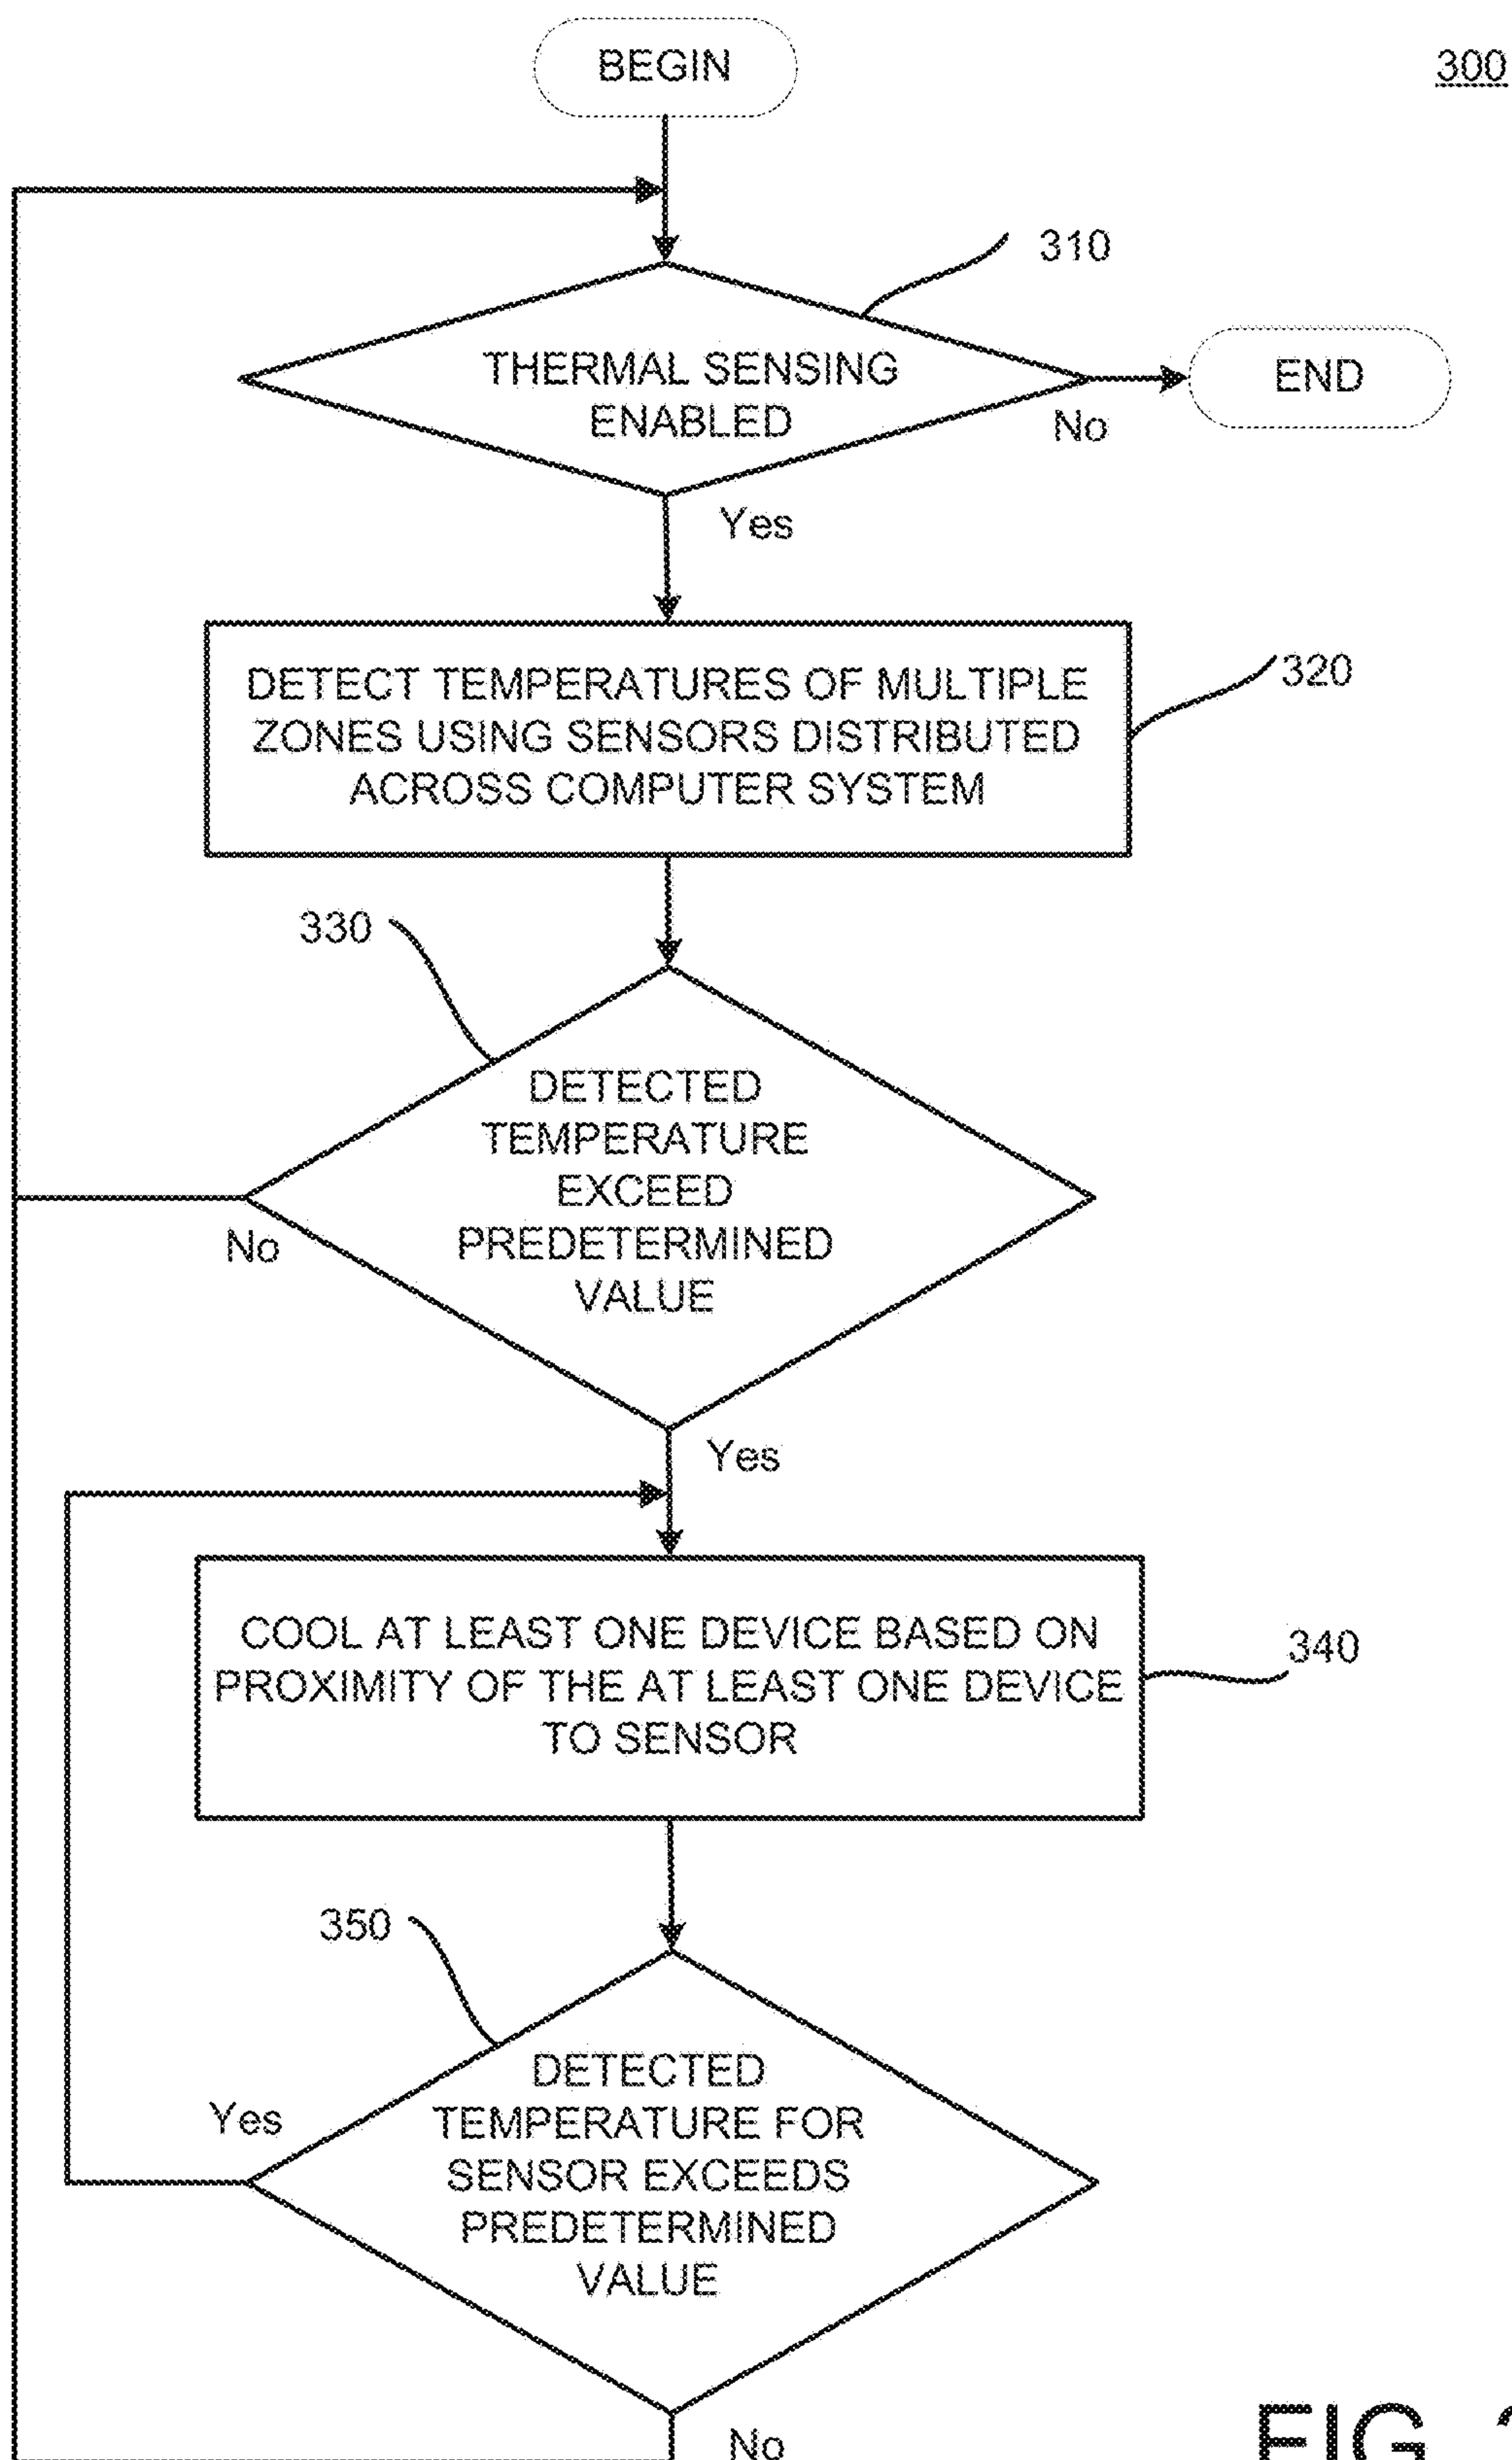 BEGIN
300
310
THERMAL SENSING
ENABLED
END
No
Yes
DETECT TEMPERATURES OF MULTIPLE
ZONES USING SENSORS DISTRIBUTED
ACROSS COMPUTER SYSTEM
320
330
DETECTED
TEMPERATURE
EXCEED
PREDETERMINED
VALUE
No
Yes
COOL AT LEAST ONE DEVICE BASED ON
PROXIMITY OF THE AT LEAST ONE DEVICE
TO SENSOR
340
350
DETECTED
TEMPERATURE FOR
SENSOR EXCEEDS
PREDETERMINED
VALUE
Yes
No
FIG.